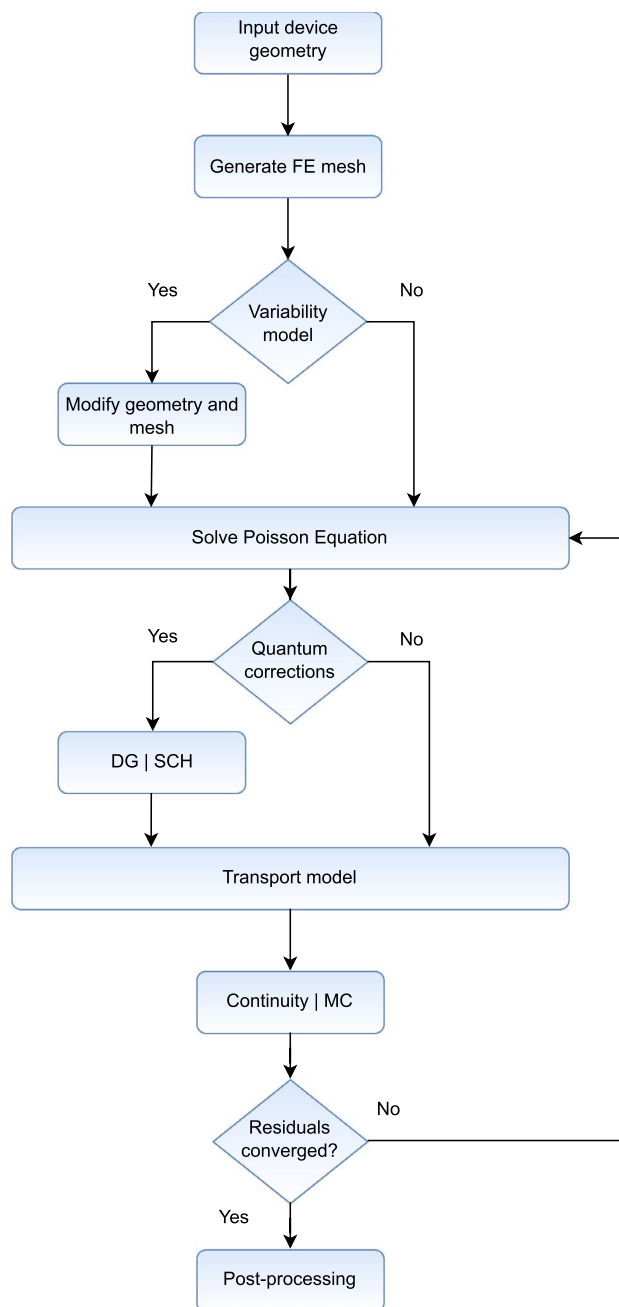 Input device
geometry
Generate FE mesh
Yes
No
Variability
model
Modify geometry and
mesh
Solve Poisson Equation
Yes
No
Quantum
corrections
DG | SCH
Transport model
Continuity | MC
No
Residuals
converged?
Yes
Post-processing